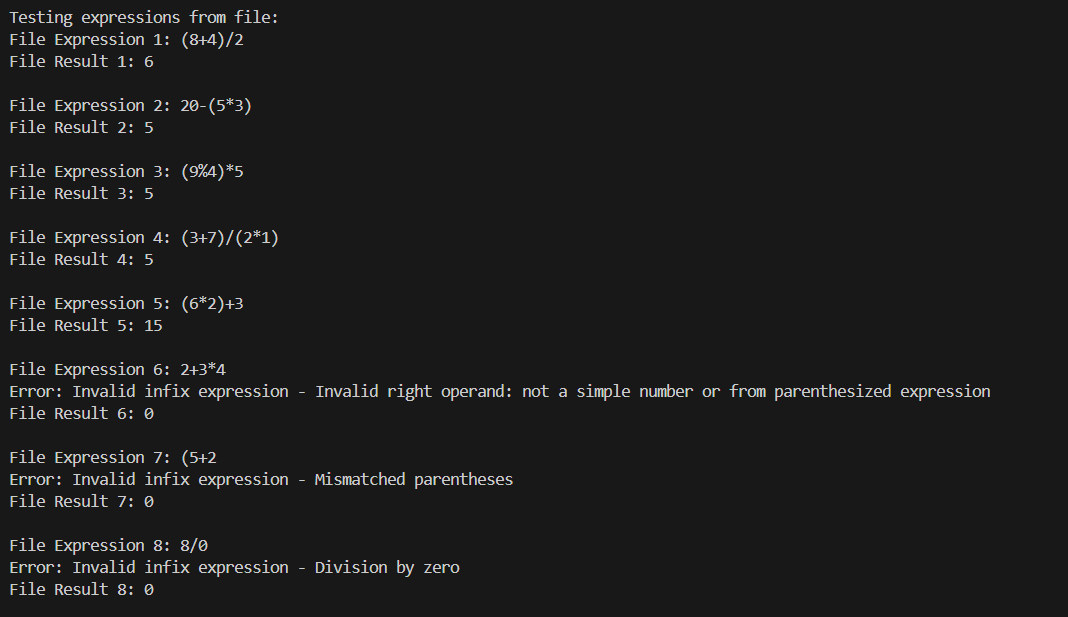 Testing expressions from file:
File Expression 1: (8+4)/2
File Result 1: 6
File Expression 2: 20-(5*3)
File Result 2: 5
File Expression 3: (9%4)*5
File Result 3: 5
File Expression 4: (3+7)/(2*1)
File Result 4: 5
File Expression 5: (6*2)+3
File Result 5: 15
File Expression 6: 2+3*4
Error: Invalid infix expression - Invalid right operand: not a simple number or from parenthesized expression
File Result 6: 0
File Expression 7: (5+2
Error: Invalid infix expression - Mismatched parentheses
File Result 7: 0
File Expression 8: 8/0
Error: Invalid infix expression - Division by zero
File Result 8: 0